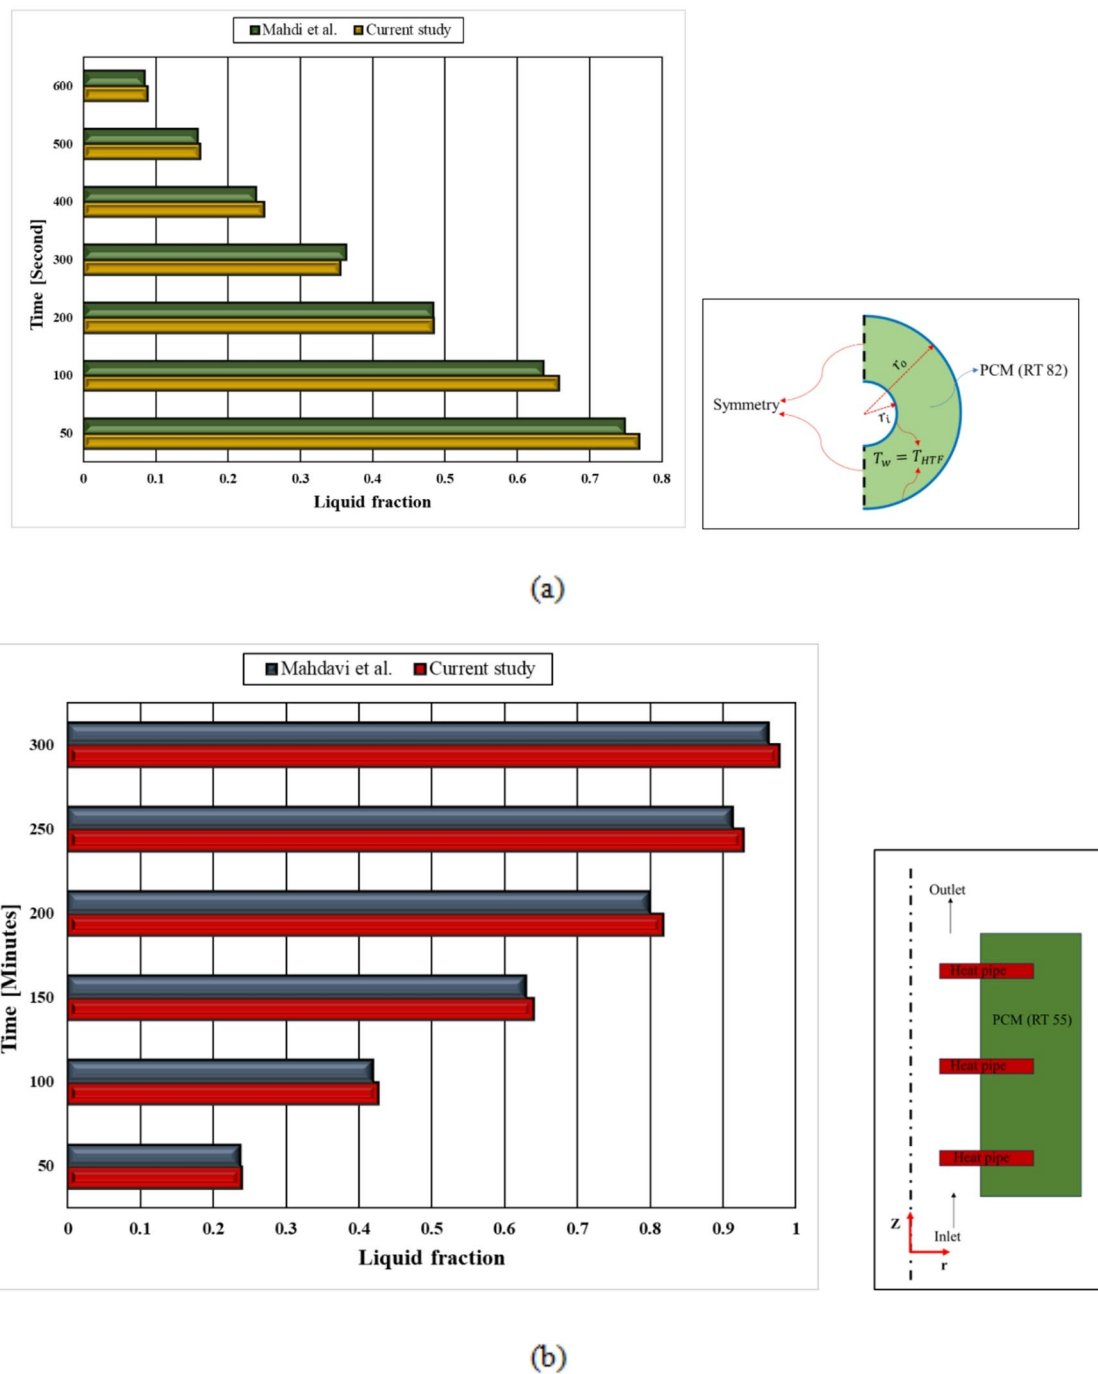 Mahdi et al. Current study
600
500
400
300
200
100
50
Time [Second]
0 0.1 0.2 0.3 0.4 0.5 0.6 0.7 0.8
Liquid fraction
Symmetry
r₀
rᵢ
T_w = T_HTF
PCM (RT 82)
(a)
Mahdavi et al. Current study
300
250
200
150
100
50
Time [Minutes]
0 0.1 0.2 0.3 0.4 0.5 0.6 0.7 0.8 0.9 1
Liquid fraction
Outlet
Heat pipe
PCM (RT 55)
Heat pipe
Heat pipe
Z
Inlet
r
(b)